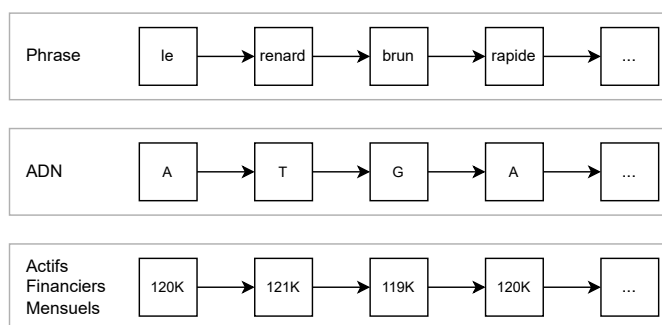 Phrase le renard brun rapide ...
ADN A T G A ...
Actifs
Financiers
Mensuels
120K 121K 119K 120K ...